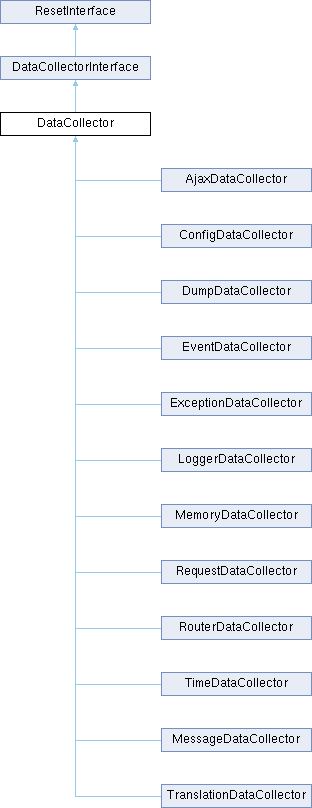 ResetInterface
DataCollectorInterface
DataCollector
AjaxDataCollector
ConfigDataCollector
DumpDataCollector
EventDataCollector
ExceptionDataCollector
LoggerDataCollector
MemoryDataCollector
RequestDataCollector
RouterDataCollector
TimeDataCollector
MessageDataCollector
TranslationDataCollector